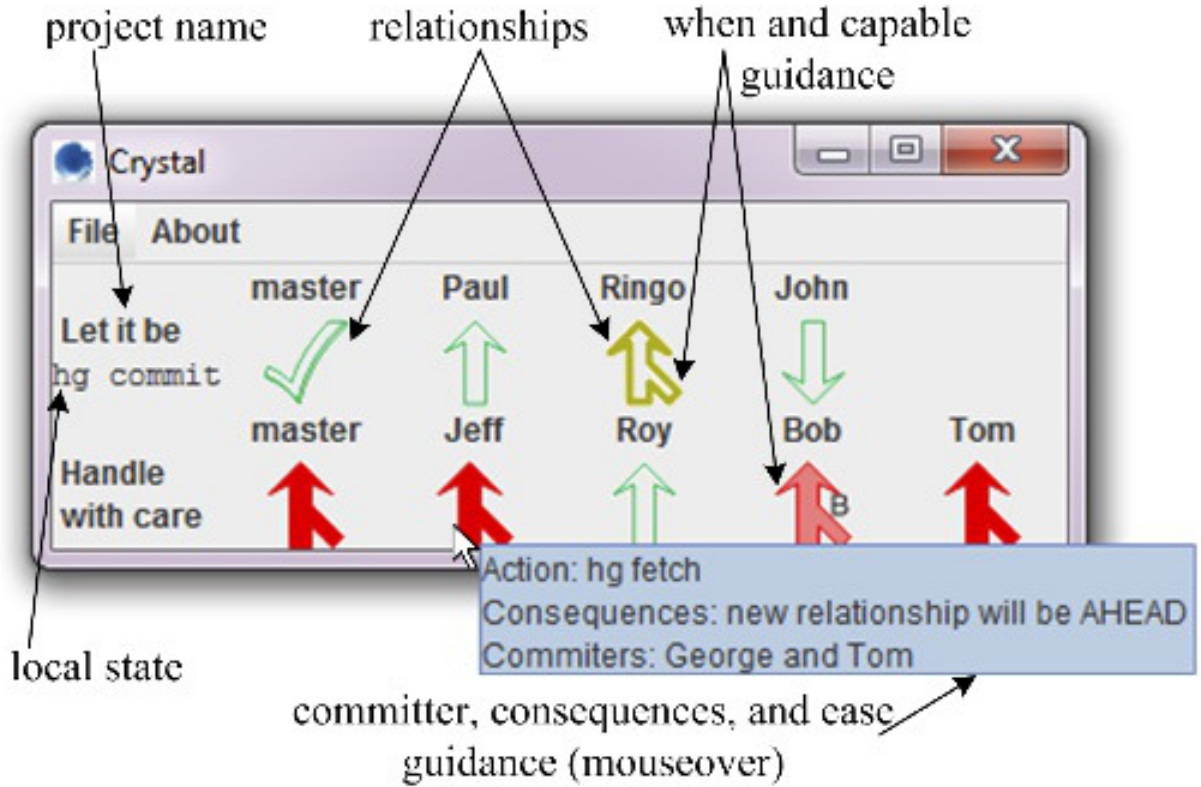 project name
relationships
when and capable
guidance
Crystal
File About
master Paul Ringo John
Let it be
hg commit
master Jeff Roy Bob Tom
Handle
with care
B
Action: hg fetch
Consequences: new relationship will be AHEAD
Commiters: George and Tom
local state
committer, consequences, and ease
guidance (mouseover)